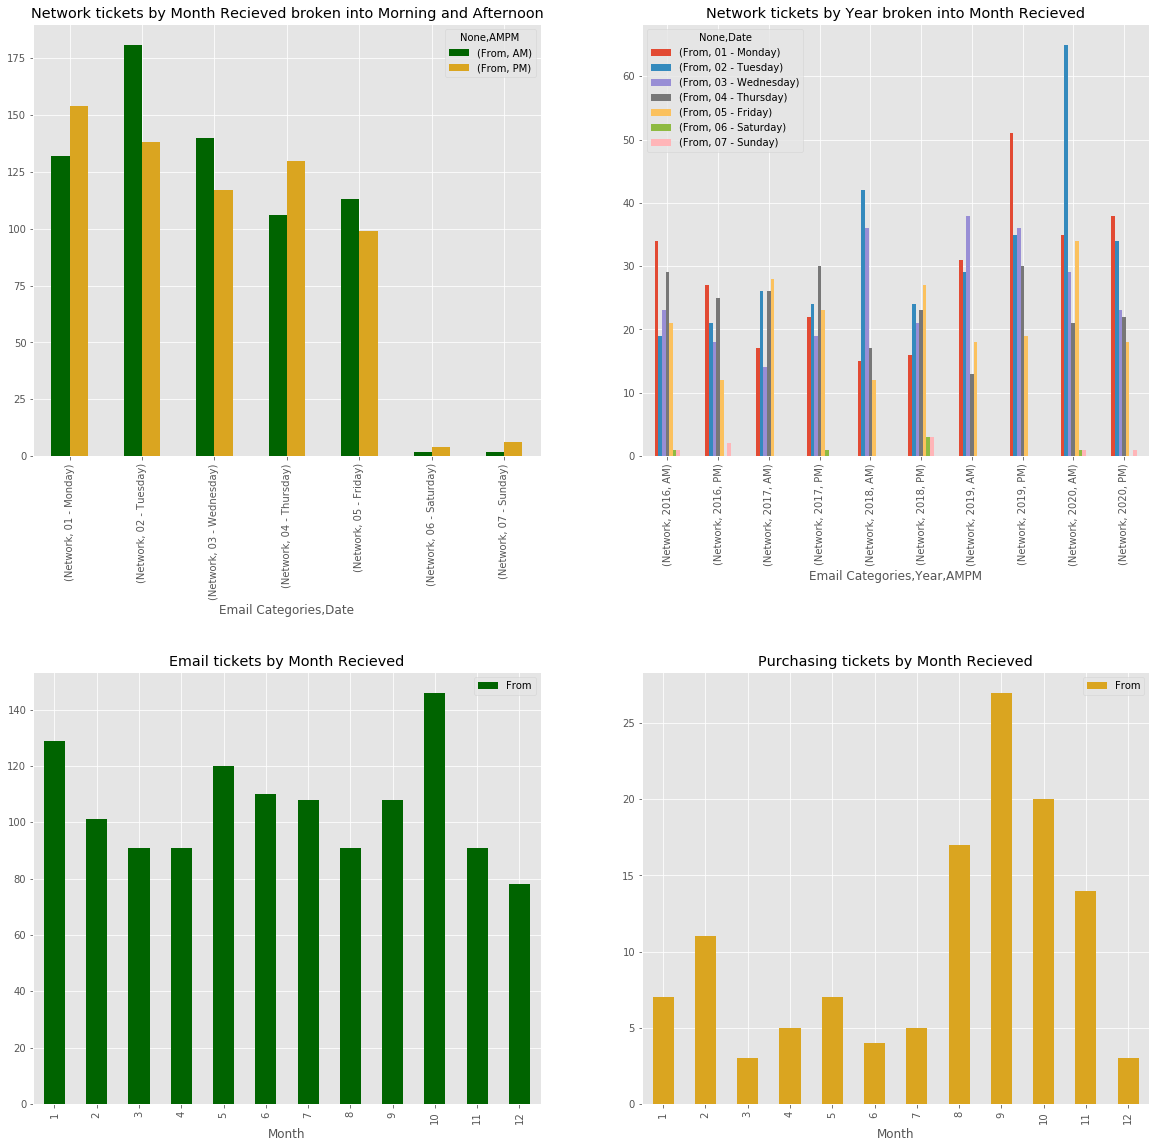 Network tickets by Month Recieved broken into Morning and Afternoon
None,AMPM
(From, AM)
(From, PM)
175
150
125
100
75
50
25
0
(Network, 01 - Monday)
(Network, 02 - Tuesday)
(Network, 03 - Wednesday)
(Network, 04 - Thursday)
(Network, 05 - Friday)
(Network, 06 - Saturday)
(Network, 07 - Sunday)
Email Categories,Date
Network tickets by Year broken into Month Recieved
None,Date
(From, 01 - Monday)
(From, 02 - Tuesday)
(From, 03 - Wednesday)
(From, 04 - Thursday)
(From, 05 - Friday)
(From, 06 - Saturday)
(From, 07 - Sunday)
60
50
40
30
20
10
0
(Network, 2016, AM)
(Network, 2016, PM)
(Network, 2017, AM)
(Network, 2017, PM)
(Network, 2018, AM)
(Network, 2018, PM)
(Network, 2019, AM)
(Network, 2019, PM)
(Network, 2020, AM)
(Network, 2020, PM)
Email Categories,Year,AMPM
Email tickets by Month Recieved
From
140
120
100
80
60
40
20
0
1
2
3
4
5
6
7
8
9
10
11
12
Month
Purchasing tickets by Month Recieved
From
25
20
15
10
5
0
1
2
3
4
5
6
7
8
9
10
11
12
Month